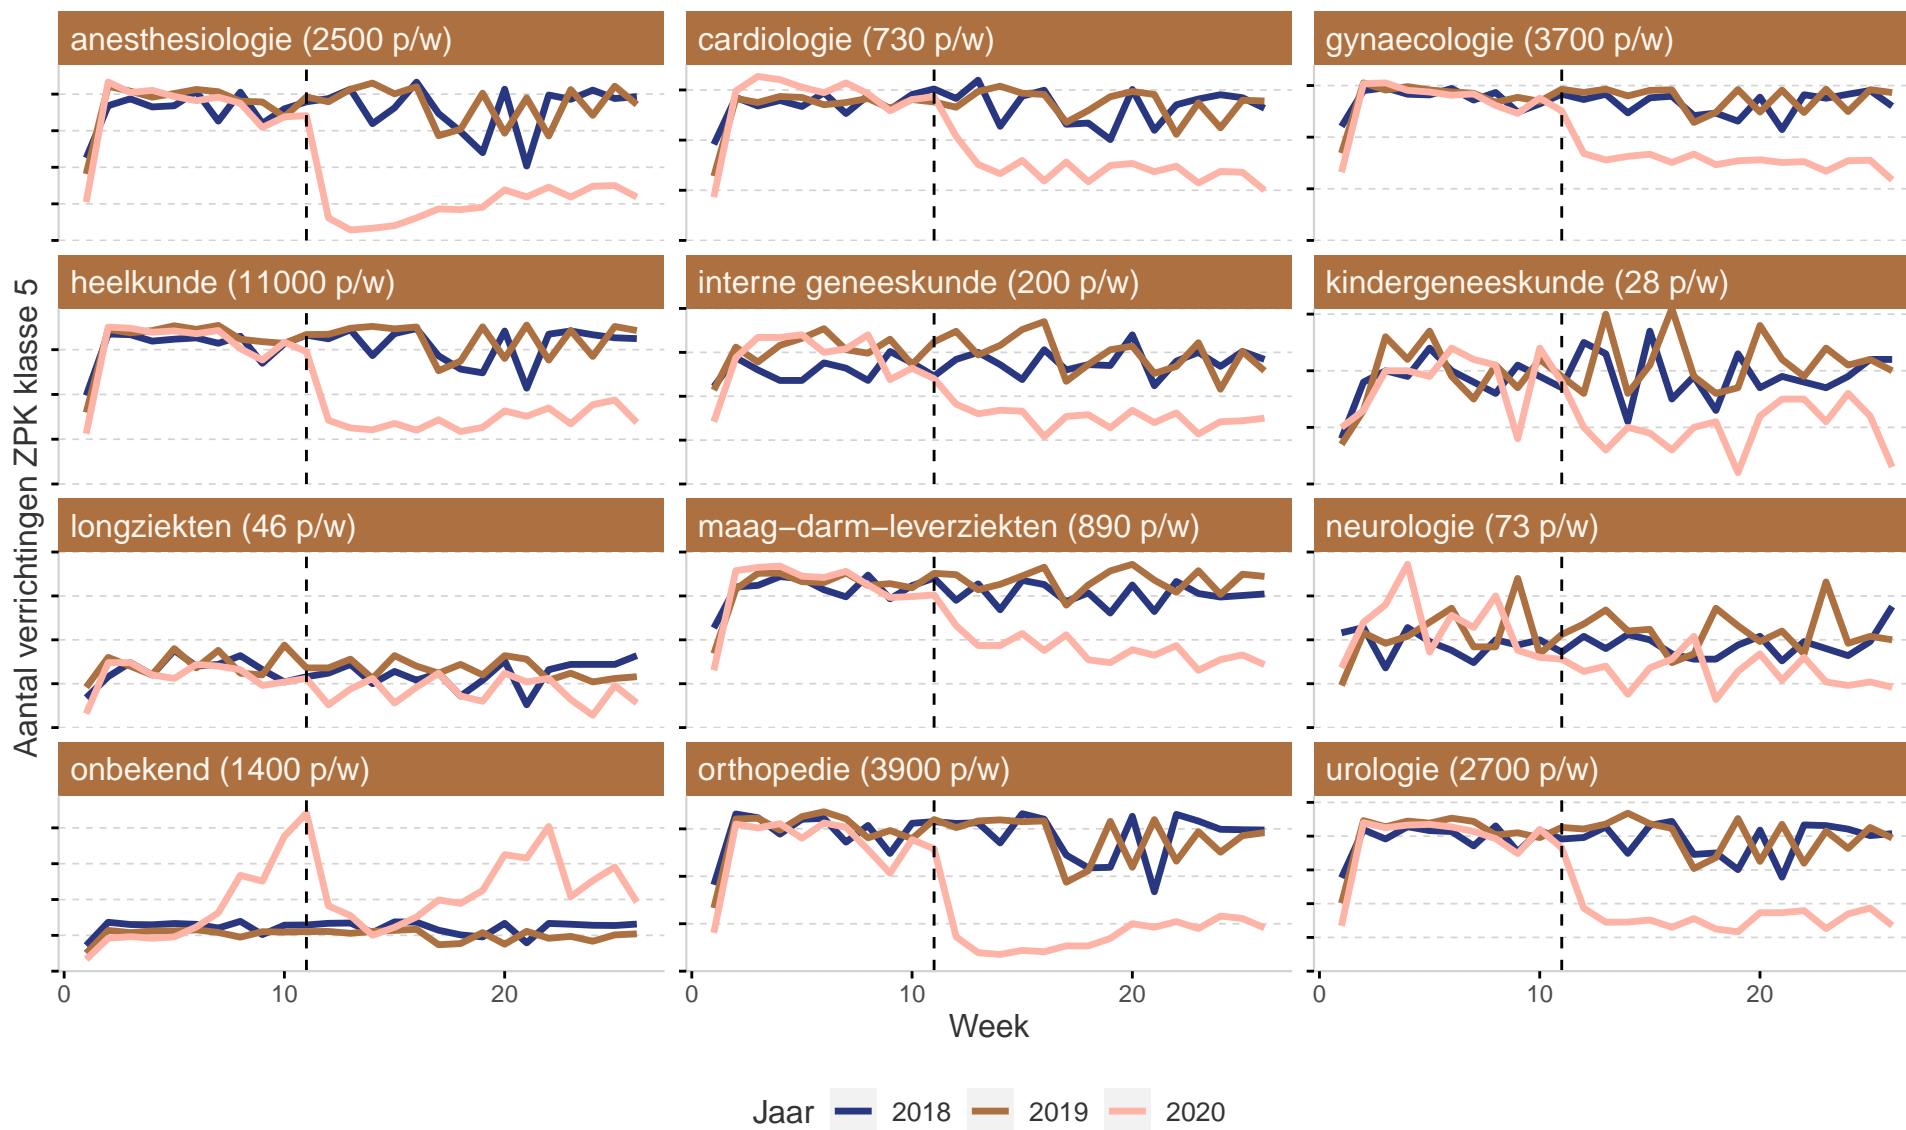 anesthesiologie (2500 p/w)
cardiologie (730 p/w)
gynaecologie (3700 p/w)
heelkunde (11000 p/w)
interne geneeskunde (200 p/w)
kindergeneeskunde (28 p/w)
longziekten (46 p/w)
maag−darm−leverziekten (890 p/w)
neurologie (73 p/w)
onbekend (1400 p/w)
orthopedie (3900 p/w)
urologie (2700 p/w)
Aantal verrichtingen ZPK klasse 5
0 10 20
0 10 20
0 10 20
Week
Jaar 2018 2019 2020